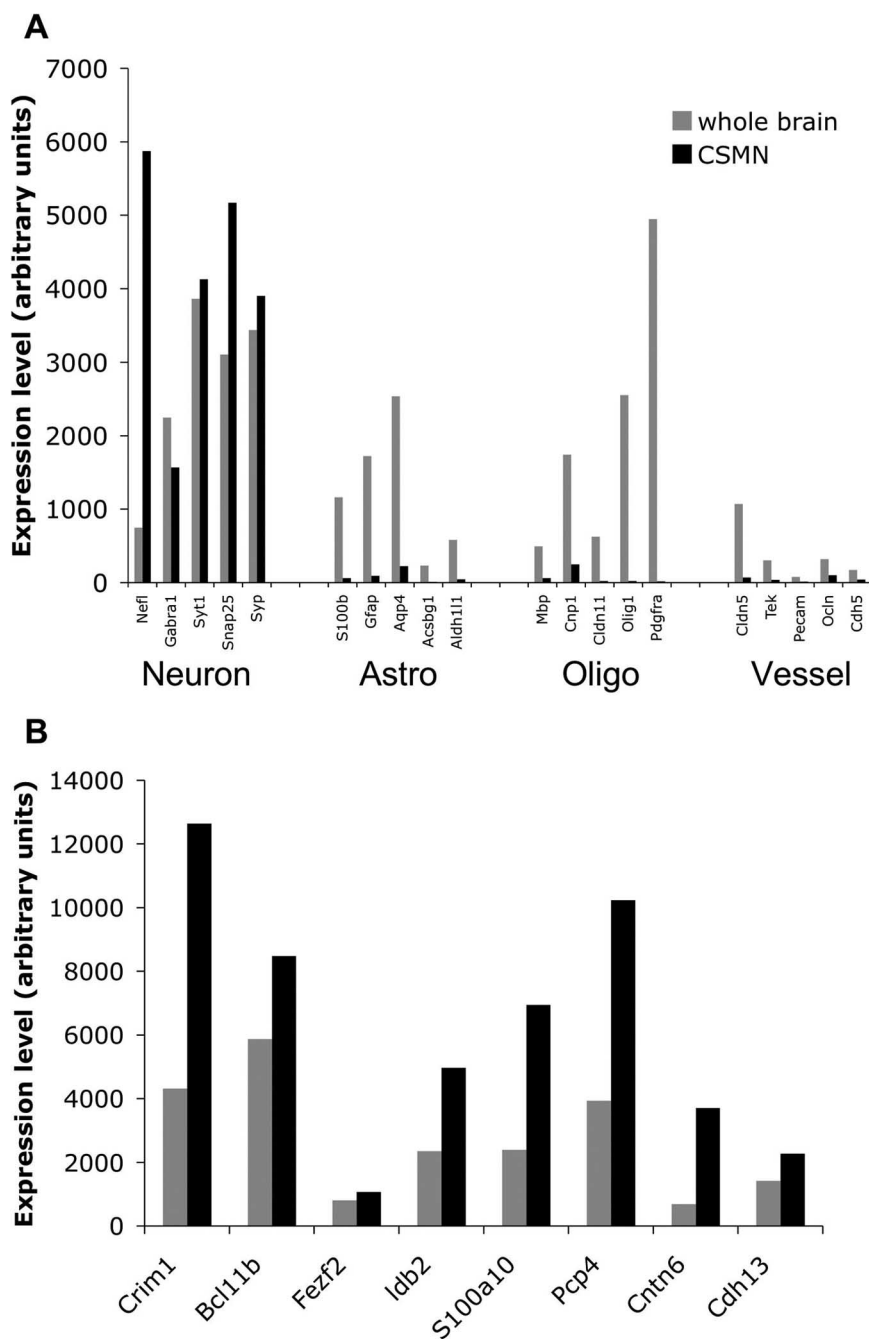 A
7000
6000
5000
4000
3000
2000
1000
0
Expression level (arbitrary units)
whole brain
CSMN
Nefl
Gabra1
Syt1
Snap25
Syp
S100b
Gfap
Aqp4
Acsbg1
Aldh1l1
Mbp
Cnp1
Cldn11
Olig1
Pdgfra
Cldn5
Tek
Pecam
Ocln
Cdh5
Neuron Astro Oligo Vessel
B
14000
12000
10000
8000
6000
4000
2000
0
Expression level (arbitrary units)
Crim1
Bcl11b
Fezf2
Idb2
S100a10
Pcp4
Cntn6
Cdh13